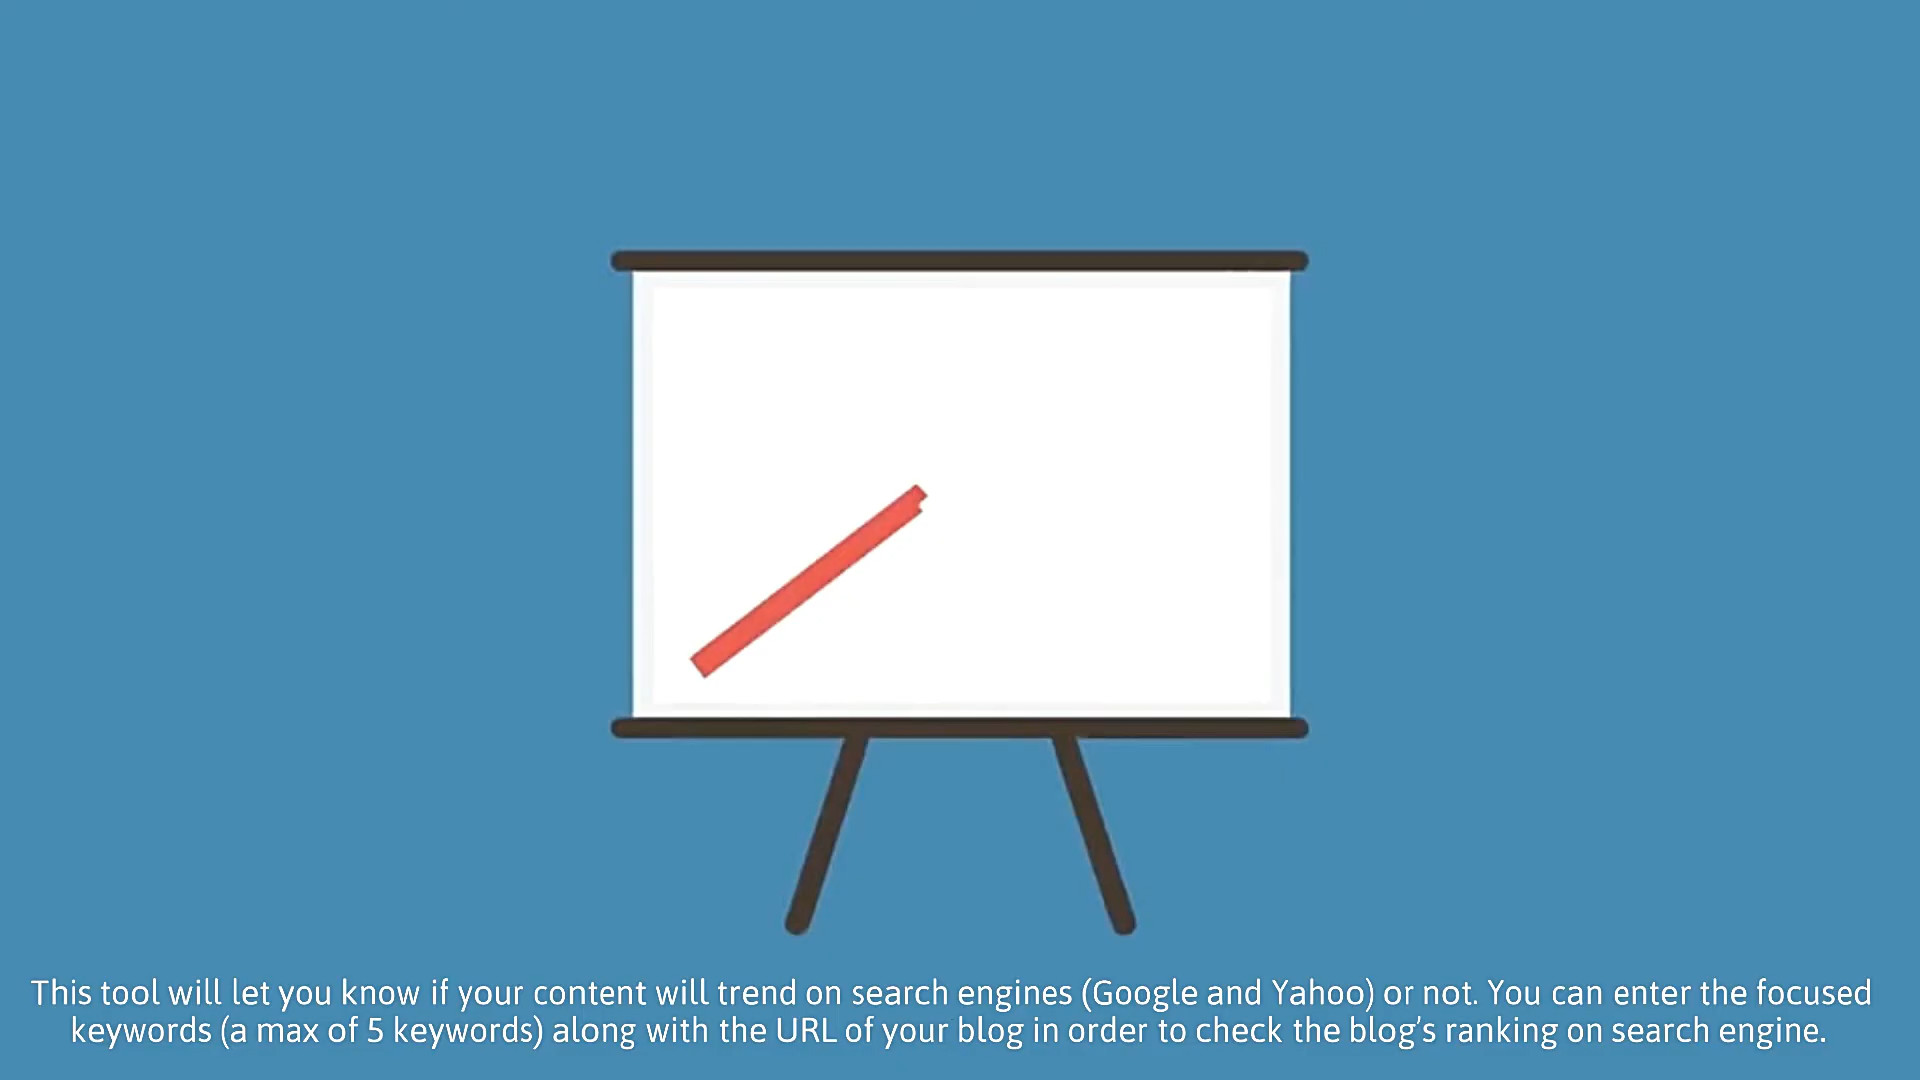 This tool will let you know if your content will trend on search engines (Google and Yahoo) or not. You can enter the focused
keywords (a max of 5 keywords) along with the URL of your blog in order to check the blog’s ranking on search engine.